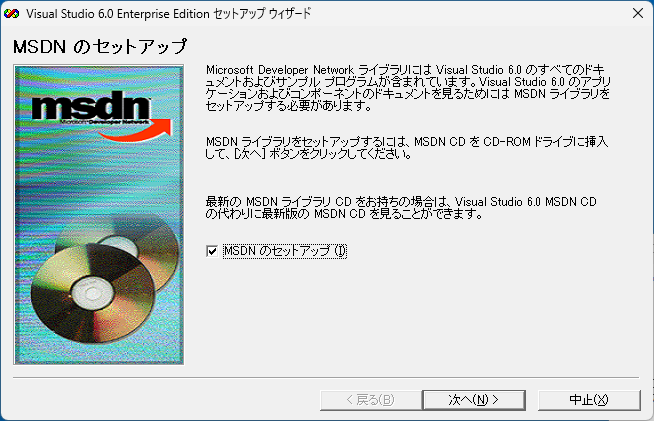 Visual Studio 6.0 Enterprise Edition セットアップ ウィザード
MSDN のセットアップ
msdn
Microsoft Developer Network
Microsoft Developer Network ライブラリには Visual Studio 6.0 のすべてのドキ
ュメントおよびサンプル プログラムが含まれています。Visual Studio 6.0 のアプリ
ケーションおよびコンポーネントのドキュメントを見るためには MSDN ライブラリを
セットアップする必要があります。
MSDN ライブラリをセットアップするには、MSDN CD を CD-ROM ドライブに挿入
して、[次へ] ボタンをクリックしてください。
最新の MSDN ライブラリ CD をお持ちの場合は、Visual Studio 6.0 MSDN CD
の代わりに最新版の MSDN CD を見ることができます。
MSDN のセットアップ(I)
< 戻る(B)
次へ(N) >
中止(X)